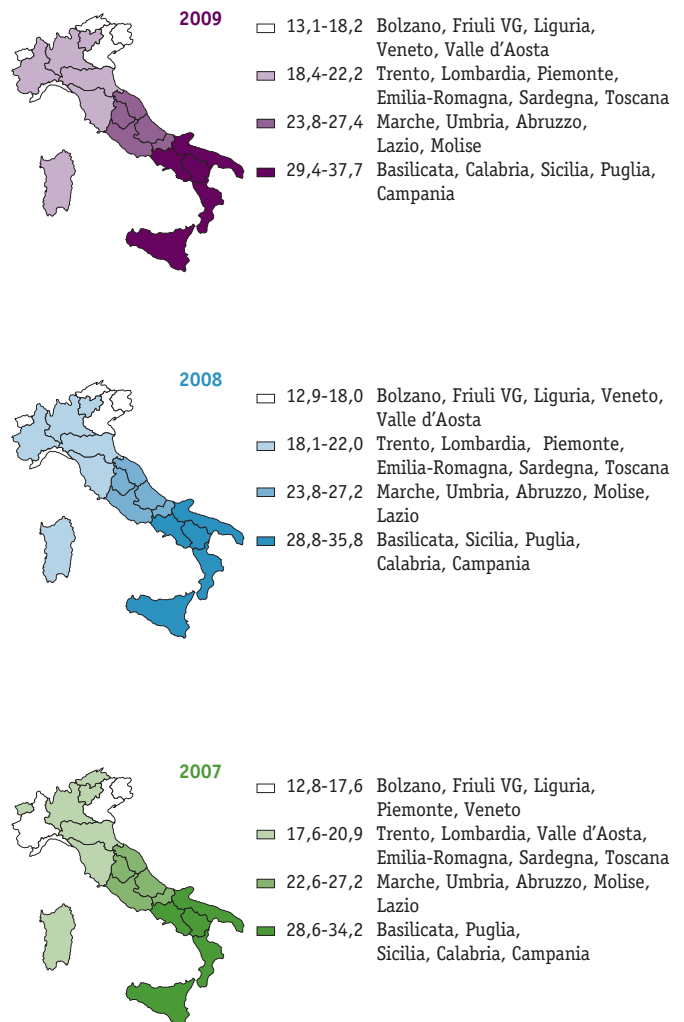 2009
13,1-18,2 Bolzano, Friuli VG, Liguria,
Veneto, Valle d'Aosta
18,4-22,2 Trento, Lombardia, Piemonte,
Emilia-Romagna, Sardegna, Toscana
23,8-27,4 Marche, Umbria, Abruzzo,
Lazio, Molise
29,4-37,7 Basilicata, Calabria, Sicilia, Puglia,
Campania
2008
12,9-18,0 Bolzano, Friuli VG, Liguria, Veneto,
Valle d'Aosta
18,1-22,0 Trento, Lombardia, Piemonte,
Emilia-Romagna, Sardegna, Toscana
23,8-27,2 Marche, Umbria, Abruzzo, Molise,
Lazio
28,8-35,8 Basilicata, Sicilia, Puglia,
Calabria, Campania
2007
12,8-17,6 Bolzano, Friuli VG, Liguria,
Piemonte, Veneto
17,6-20,9 Trento, Lombardia, Valle d'Aosta,
Emilia-Romagna, Sardegna, Toscana
22,6-27,2 Marche, Umbria, Abruzzo, Molise,
Lazio
28,6-34,2 Basilicata, Puglia,
Sicilia, Calabria, Campania